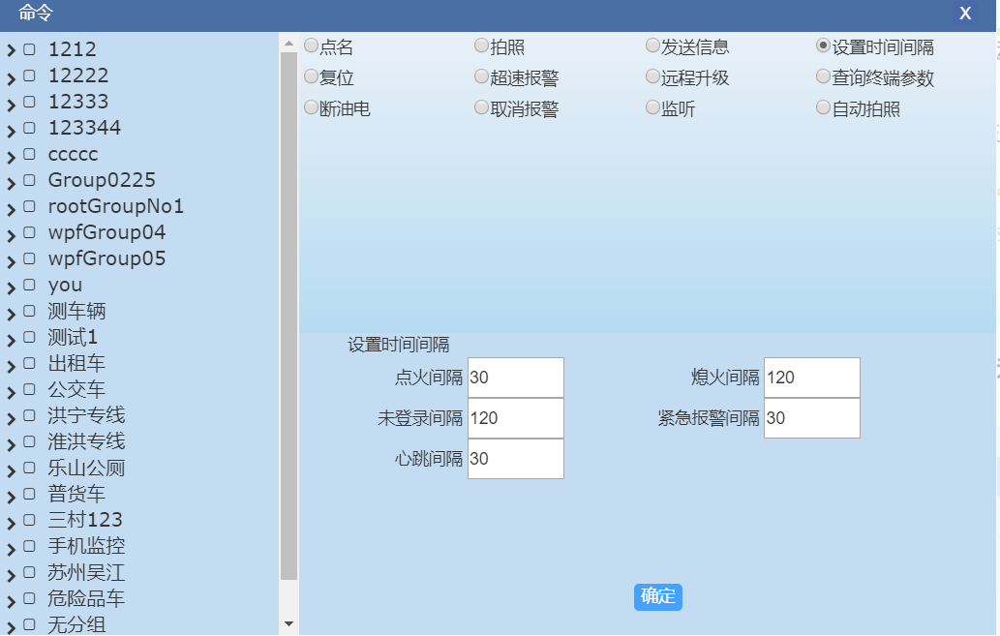 命令
X
1212
12222
12333
123344
ccccc
Group0225
rootGroupNo1
wpfGroup04
wpfGroup05
you
测车辆
测试1
出租车
公交车
洪宁专线
淮洪专线
乐山公厕
普货车
三村123
手机监控
苏州吴江
危险品车
无分组
点名 拍照 发送信息 设置时间间隔
复位 超速报警 远程升级 查询终端参数
断油电 取消报警 监听 自动拍照
设置时间间隔
点火间隔 30 熄火间隔 120
未登录间隔 120 紧急报警间隔 30
心跳间隔 30
确定